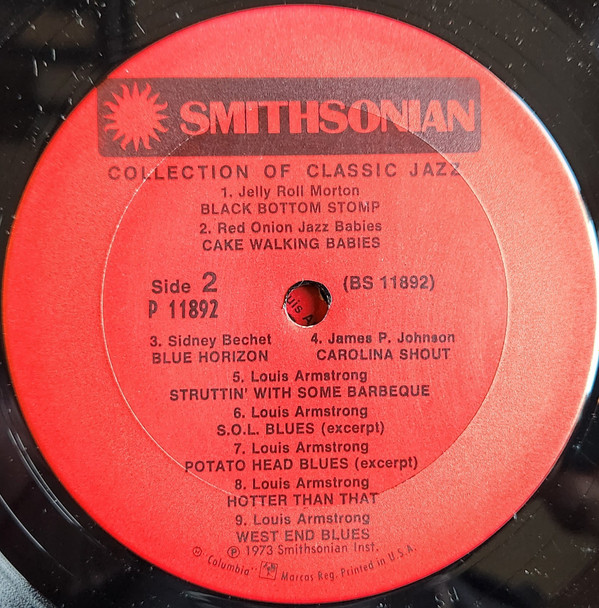 SMITHSONIAN
COLLECTION OF CLASSIC JAZZ
1. Jelly Roll Morton
BLACK BOTTOM STOMP
2. Red Onion Jazz Babies
CAKE WALKING BABIES
Side 2
(BS 11892)
P 11892
3. Sidney Bechet
BLUE HORIZON
4. James P. Johnson
CAROLINA SHOUT
5. Louis Armstrong
STRUTTIN' WITH SOME BARBEQUE
6. Louis Armstrong
S.O.L. BLUES (excerpt)
7. Louis Armstrong
POTATO HEAD BLUES (excerpt)
8. Louis Armstrong
HOTTER THAN THAT
9. Louis Armstrong
WEST END BLUES
℗ 1973 Smithsonian Inst.
© "Columbia" Marcas Reg. Printed in U.S.A.